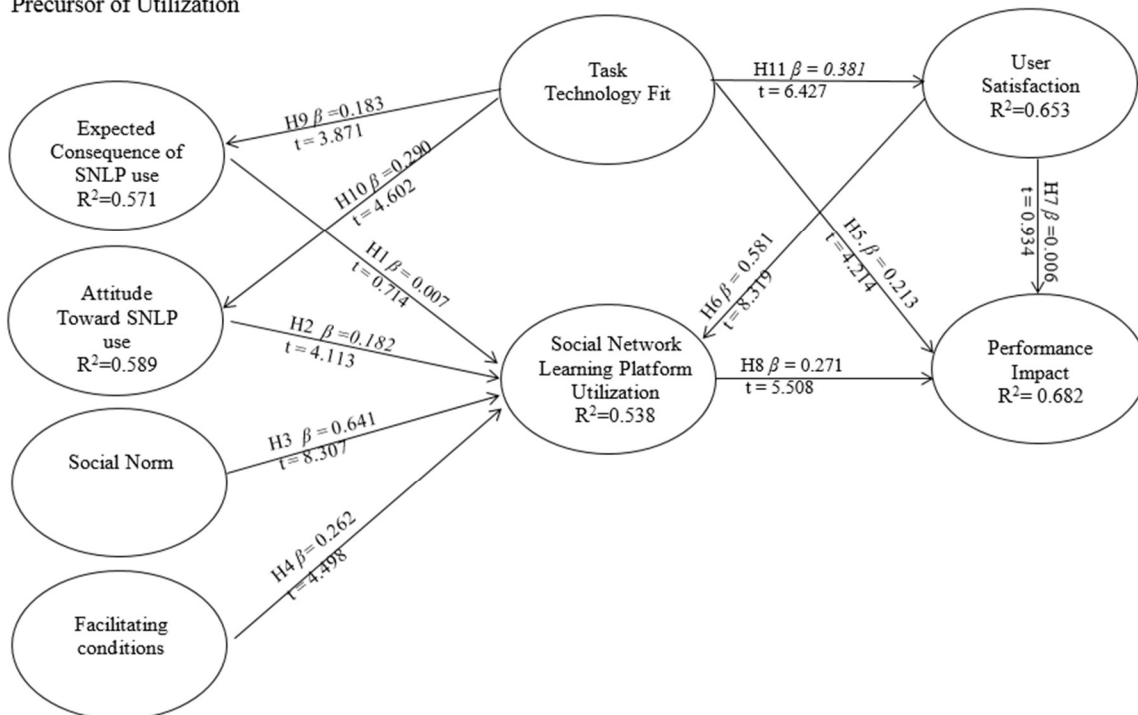 Precursor of Utilization
Task
Technology Fit
H11 β = 0.381
t = 6.427
User
Satisfaction
R²=0.653
Expected
Consequence of
SNLP use
R²=0.571
H9 β =0.183
t = 3.871
H10 β =0.290
t = 4.602
H1 β = 0.007
t = 0.714
H7 β =0.006
t = 0.934
H5. β = 0.213
t = 4.214
H6 β = 0.581
t = 8.319
Attitude
Toward SNLP
use
R²=0.589
H2 β =0.182
t = 4.113
Social Network
Learning Platform
Utilization
R²=0.538
H8 β = 0.271
t = 5.508
Performance
Impact
R²= 0.682
Social Norm
H3 β = 0.641
t = 8.307
H4 β = 0.262
t = 4.498
Facilitating
conditions